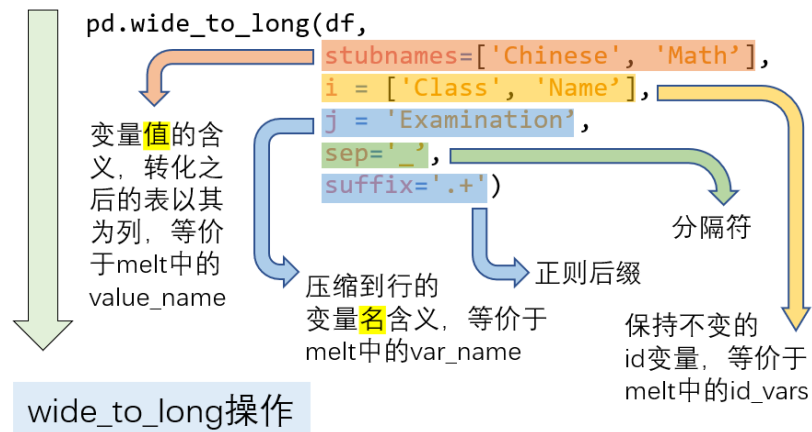 pd.wide_to_long(df,
stubnames=['Chinese', 'Math’],
i = ['Class', 'Name’],
j = 'Examination’,
sep='_’,
suffix='.+')
变量值的含
义，转化之
后的表以其
为列，等价
于melt中的
value_name
压缩到行的
变量名含义，等价于
melt中的var_name
正则后缀
分隔符
保持不变的
id变量，等价于
melt中的id_vars
wide_to_long操作